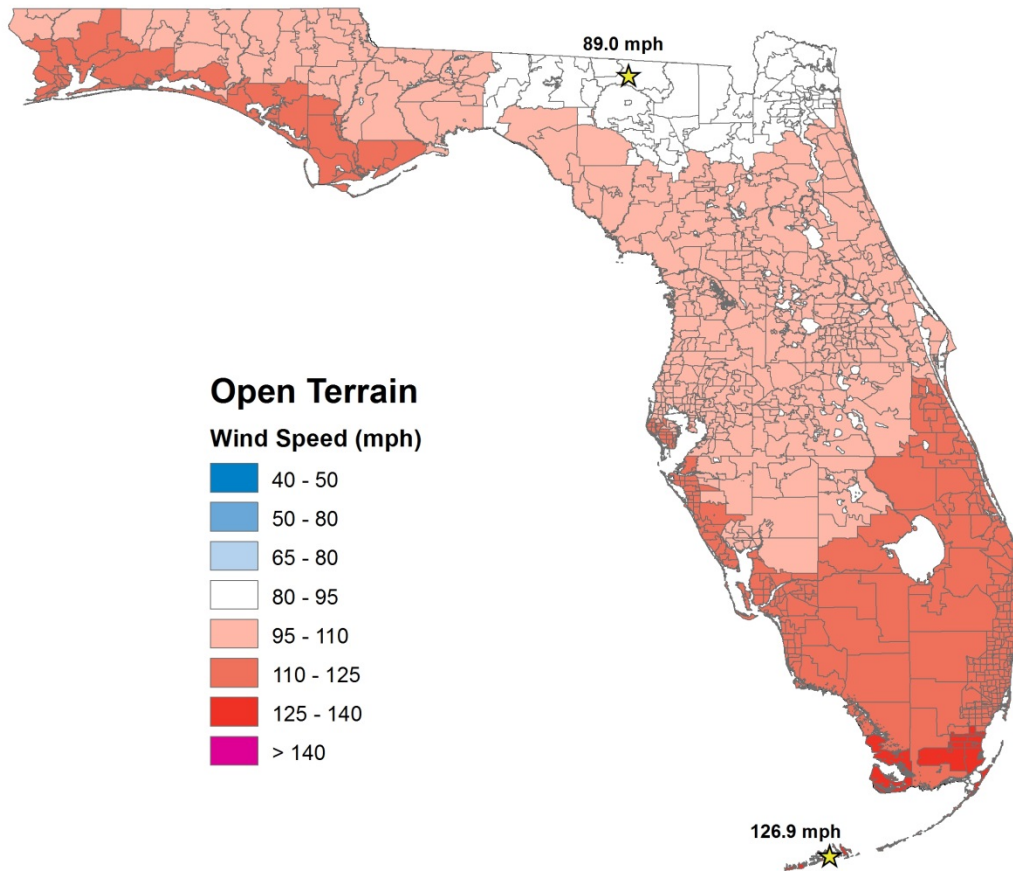 89.0 mph
Open Terrain
Wind Speed (mph)
40 - 50
50 - 80
65 - 80
80 - 95
95 - 110
110 - 125
125 - 140
> 140
126.9 mph